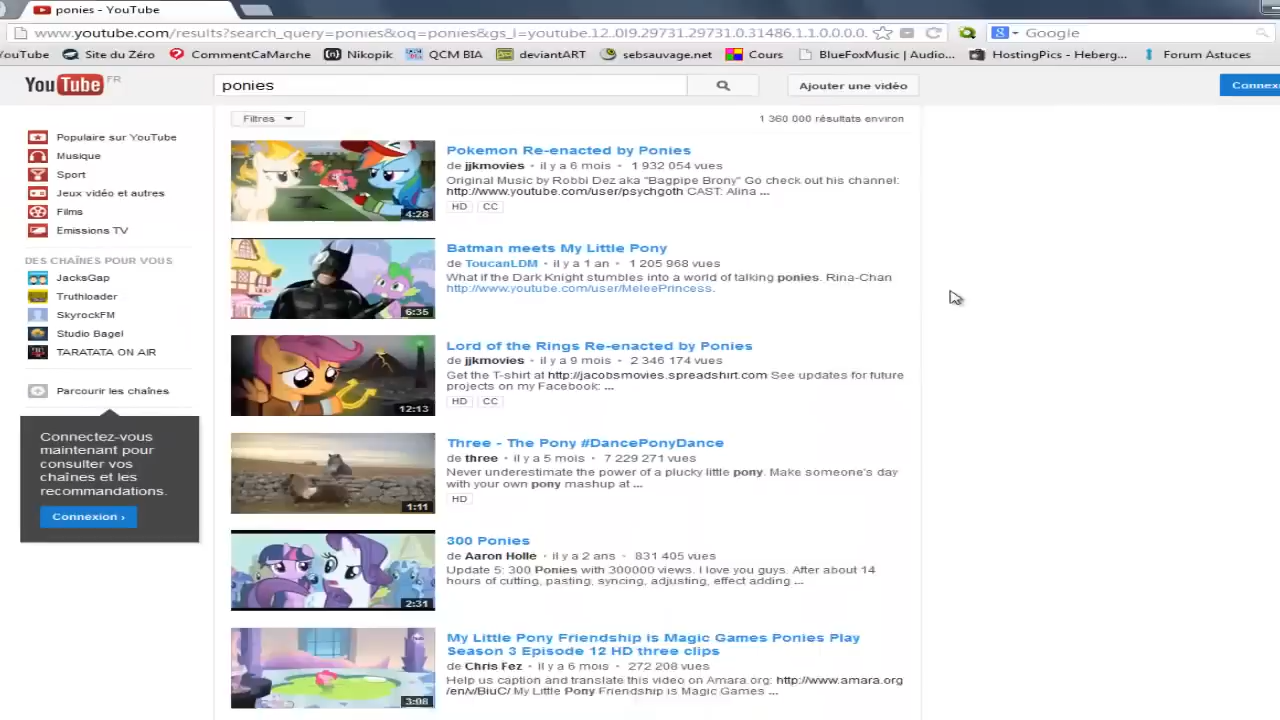 ponies - YouTube
www.youtube.com/results?search_query=ponies&oq=ponies&gs_l=youtube.12..0l9.29731.29731.0.31486.1.1.0.0.0.0.
Google
YouTube
Site du Zéro
CommentCaMarche
Nikopik
QCM BIA
deviantART
sebsauvage.net
Cours
BlueFoxMusic | Audio...
HostingPics - Heberg...
Forum Astuces
YouTube FR
ponies
Ajouter une vidéo
Connex
Filtres
1 360 000 résultats environ
Populaire sur YouTube
Musique
Sport
Jeux vidéo et autres
Films
Emissions TV
DES CHAÎNES POUR VOUS
JacksGap
Truthloader
SkyrockFM
Studio Bagel
TARATATA ON AIR
Parcourir les chaînes
Connectez-vous
maintenant pour
consulter vos
chaînes et les
recommandations.
Connexion ›
4:28
Pokemon Re-enacted by Ponies
de jjkmovies • il y a 6 mois • 1 932 054 vues
Original Music by Robbi Dez aka "Bagpipe Brony" Go check out his channel:
http://www.youtube.com/user/psychgoth CAST: Alina ...
HD CC
6:35
Batman meets My Little Pony
de ToucanLDM • il y a 1 an • 1 205 968 vues
What if the Dark Knight stumbles into a world of talking ponies. Rina-Chan
http://www.youtube.com/user/MeleePrincess.
12:13
Lord of the Rings Re-enacted by Ponies
de jjkmovies • il y a 9 mois • 2 346 174 vues
Get the T-shirt at http://jacobsmovies.spreadshirt.com See updates for future
projects on my Facebook: ...
HD CC
1:11
Three - The Pony #DancePonyDance
de three • il y a 5 mois • 7 229 271 vues
Never underestimate the power of a plucky little pony. Make someone's day
with your own pony mashup at ...
HD
2:31
300 Ponies
de Aaron Holle • il y a 2 ans • 831 405 vues
Update 5: 300 Ponies with 300000 views. I love you guys. After about 14
hours of cutting, pasting, syncing, adjusting, effect adding ...
3:08
My Little Pony Friendship is Magic Games Ponies Play
Season 3 Episode 12 HD three clips
de Chris Fez • il y a 6 mois • 272 208 vues
Help us caption and translate this video on Amara.org: http://www.amara.org
/en/v/BiuC/ My Little Pony Friendship is Magic Games ...